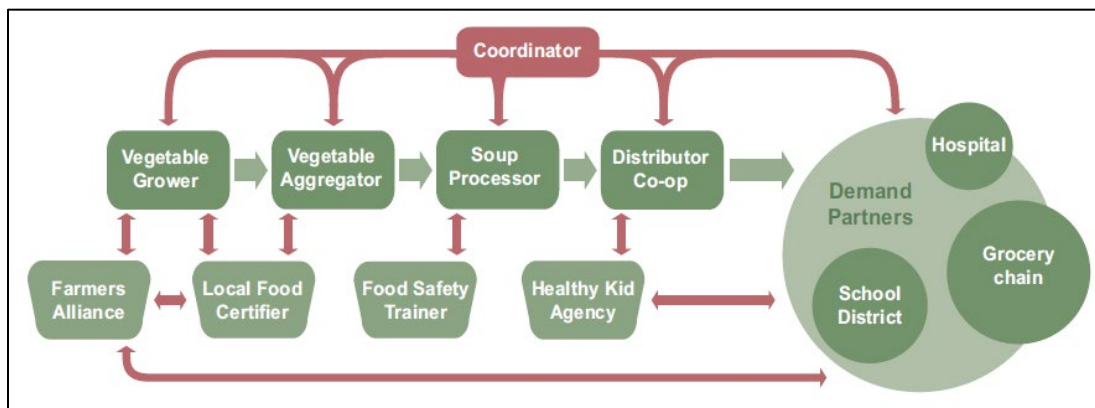 Coordinator
Vegetable
Grower
Vegetable
Aggregator
Soup
Processor
Distributor
Co-op
Hospital
Demand
Partners
Grocery
chain
School
District
Farmers
Alliance
Local Food
Certifier
Food Safety
Trainer
Healthy Kid
Agency